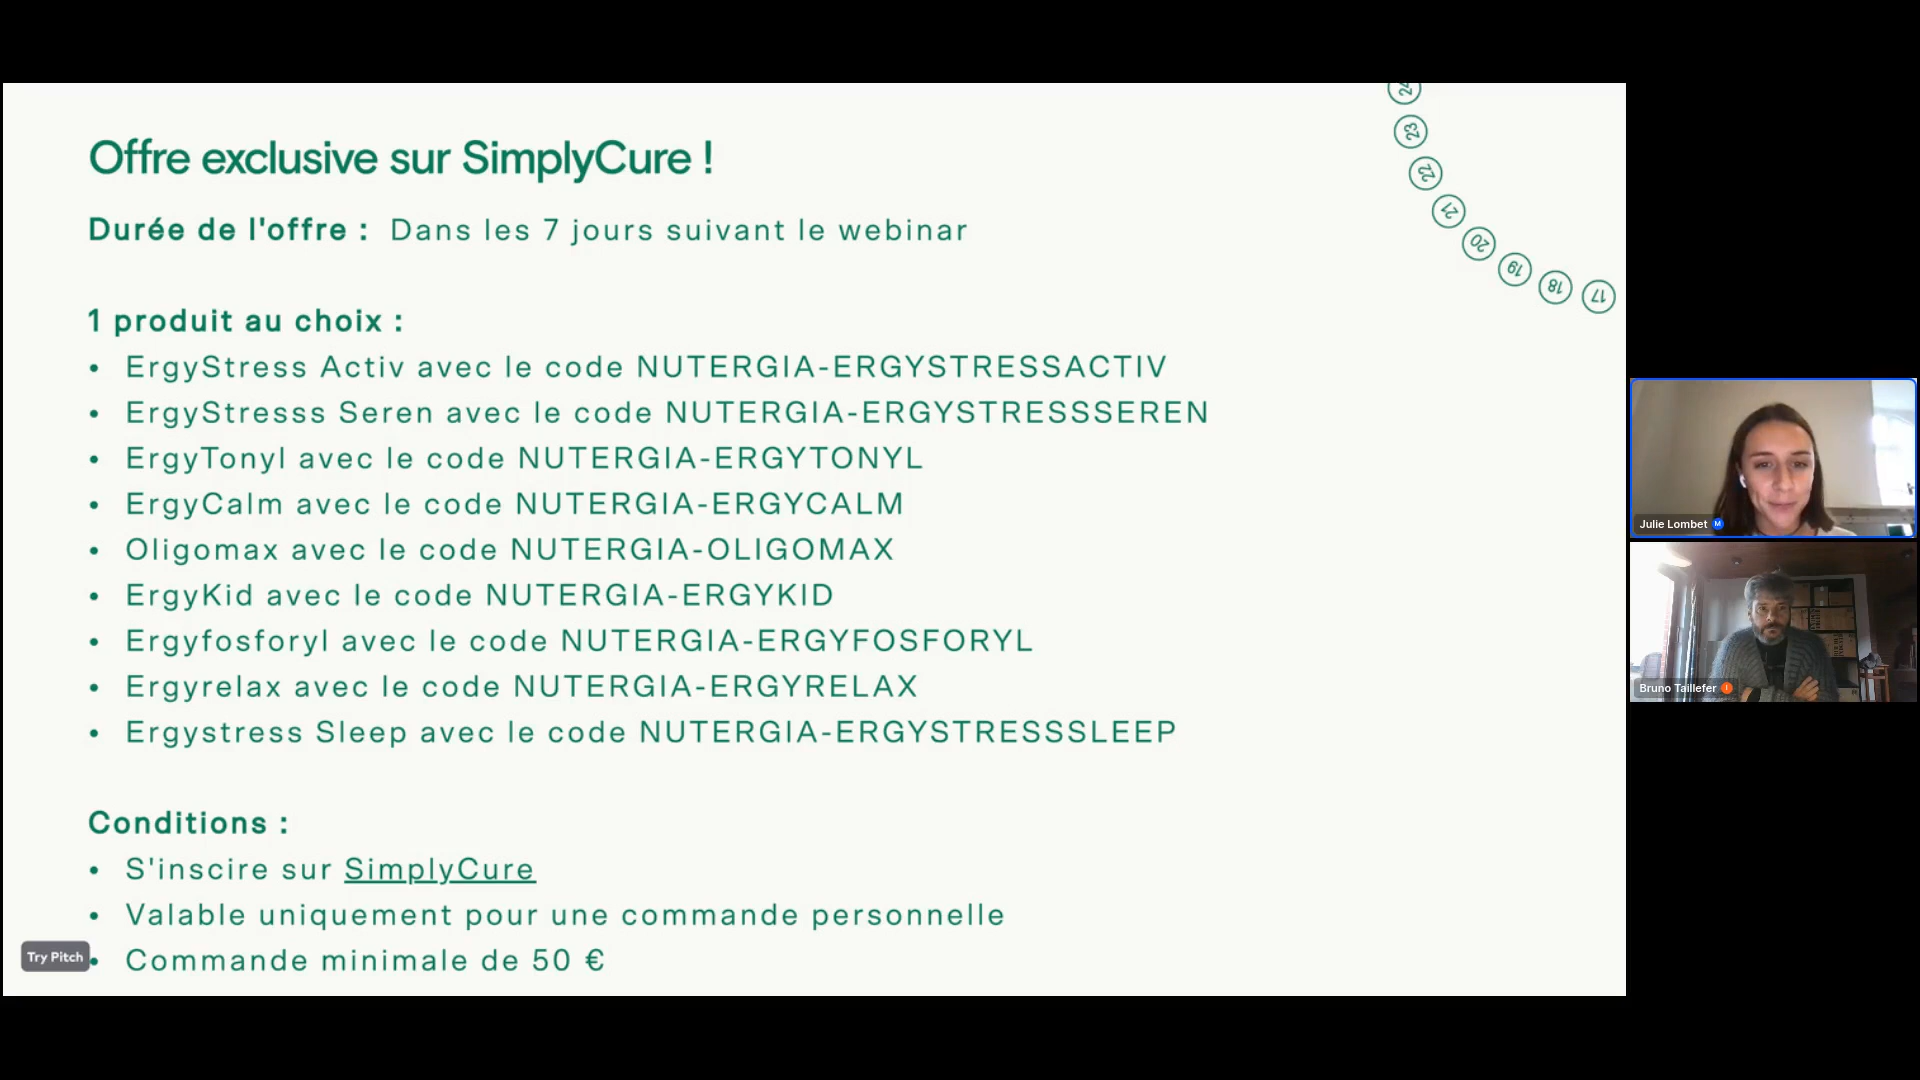 Offre exclusive sur SimplyCure !
Durée de l'offre : Dans les 7 jours suivant le webinar
1 produit au choix :
• ErgyStress Activ avec le code NUTERGIA-ERGYSTRESSACTIV
• ErgyStresss Seren avec le code NUTERGIA-ERGYSTRESSSEREN
• ErgyTonyl avec le code NUTERGIA-ERGYTONYL
• ErgyCalm avec le code NUTERGIA-ERGYCALM
• Oligomax avec le code NUTERGIA-OLIGOMAX
• ErgyKid avec le code NUTERGIA-ERGYKID
• Ergyfosforyl avec le code NUTERGIA-ERGYFOSFORYL
• Ergyrelax avec le code NUTERGIA-ERGYRELAX
• Ergystress Sleep avec le code NUTERGIA-ERGYSTRESSSLEEP
Conditions :
• S'inscire sur SimplyCure
• Valable uniquement pour une commande personnelle
• Commande minimale de 50 €
Try Pitch
24
23
22
21
20
19
18
17
Julie Lombet M
Bruno Taillefer I